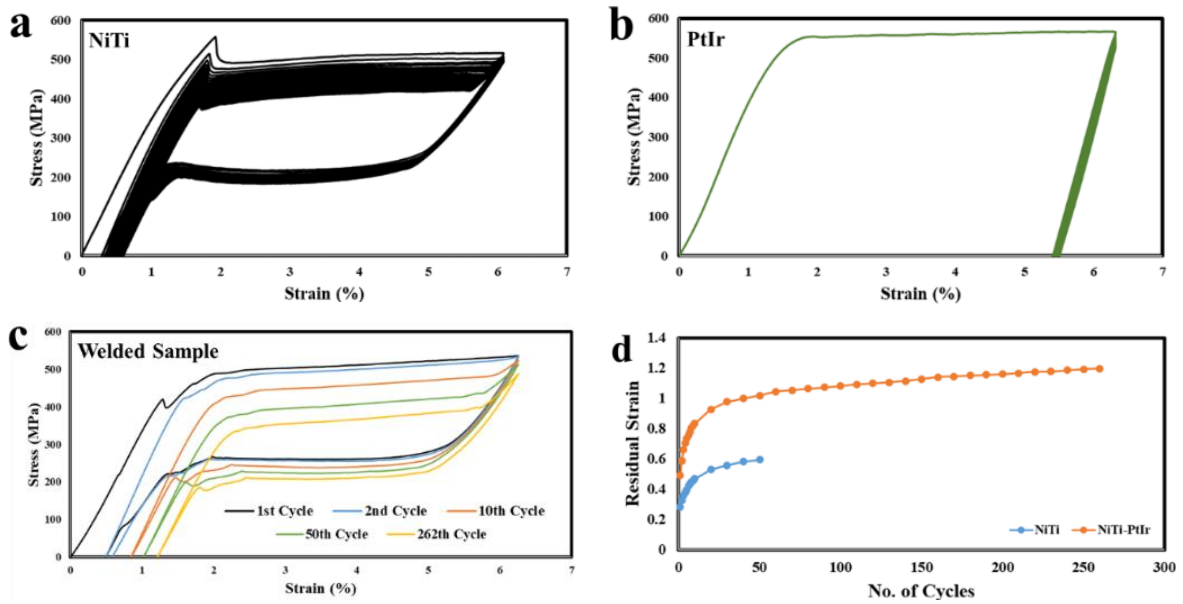 a
NiTi
600
500
400
300
200
100
0
Stress (MPa)
0 1 2 3 4 5 6 7
Strain (%)
b
PtIr
600
500
400
300
200
100
0
Stress (MPa)
0 1 2 3 4 5 6 7
Strain (%)
c
Welded Sample
600
500
400
300
200
100
0
Stress (MPa)
1st Cycle 2nd Cycle 10th Cycle
50th Cycle 262th Cycle
0 1 2 3 4 5 6 7
Strain (%)
d
1.4
1.2
1
0.8
0.6
0.4
0.2
0
Residual Strain
NiTi NiTi-PtIr
0 50 100 150 200 250 300
No. of Cycles